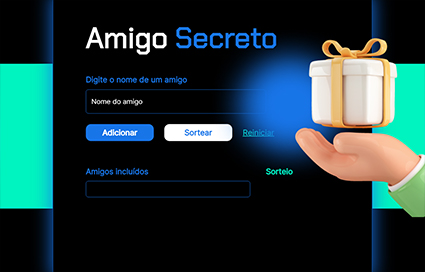 Amigo Secreto
Digite o nome de um amigo
Nome do amigo
Adicionar Sortear Reiniciar
Amigos incluídos Sorteio